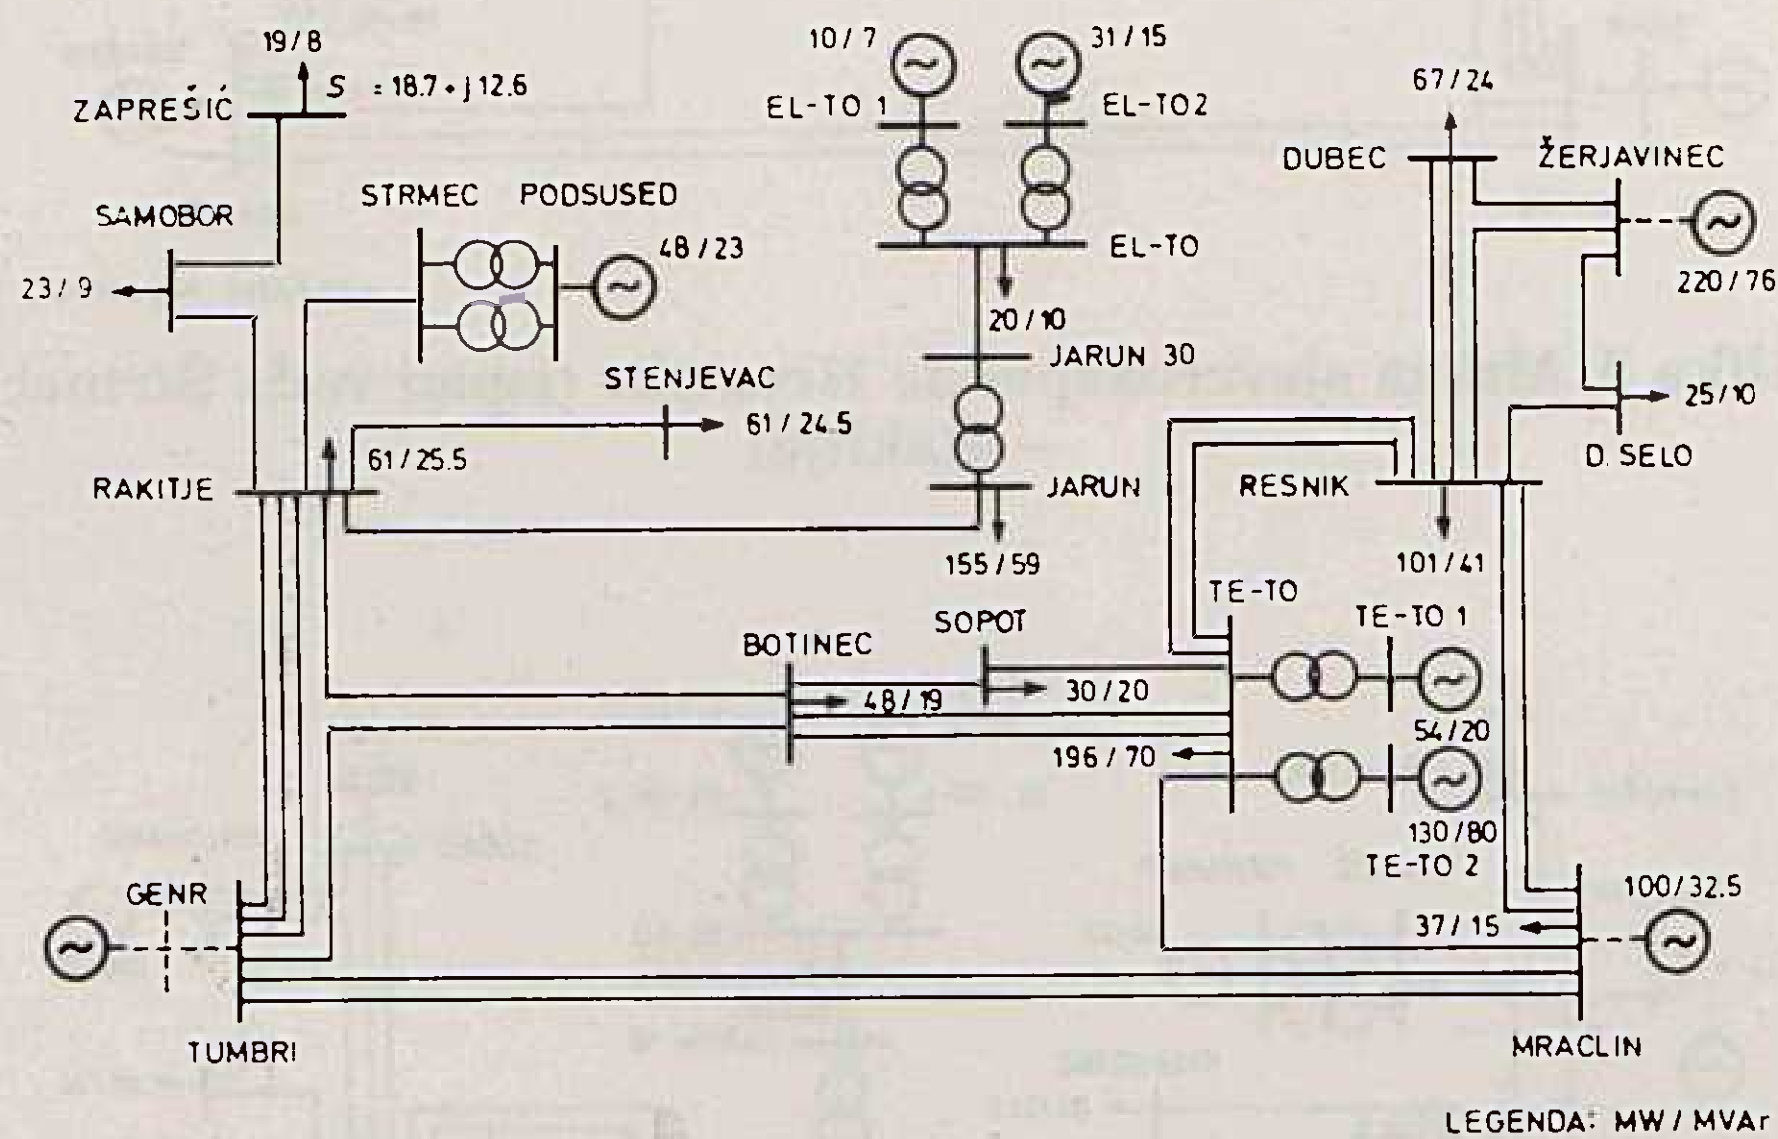 19/8
ZAPREŠIĆ
S = 18.7 + j 12.6
10/7
31/15
EL-TO 1
EL-TO2
67/24
DUBEC
ŽERJAVINEC
SAMOBOR
STRMEC
PODSUSED
48/23
EL-TO
23/9
220/76
20/10
JARUN 30
STENJEVAC
61/24.5
25/10
61/25.5
D. SELO
RAKITJE
JARUN
RESNIK
155/59
101/41
TE-TO
TE-TO 1
SOPOT
BOTINEC
48/19
30/20
54/20
196/70
130/80
TE-TO 2
GENR
100/32.5
37/15
TUMBRI
MRACLIN
LEGENDA: MW / MVAr